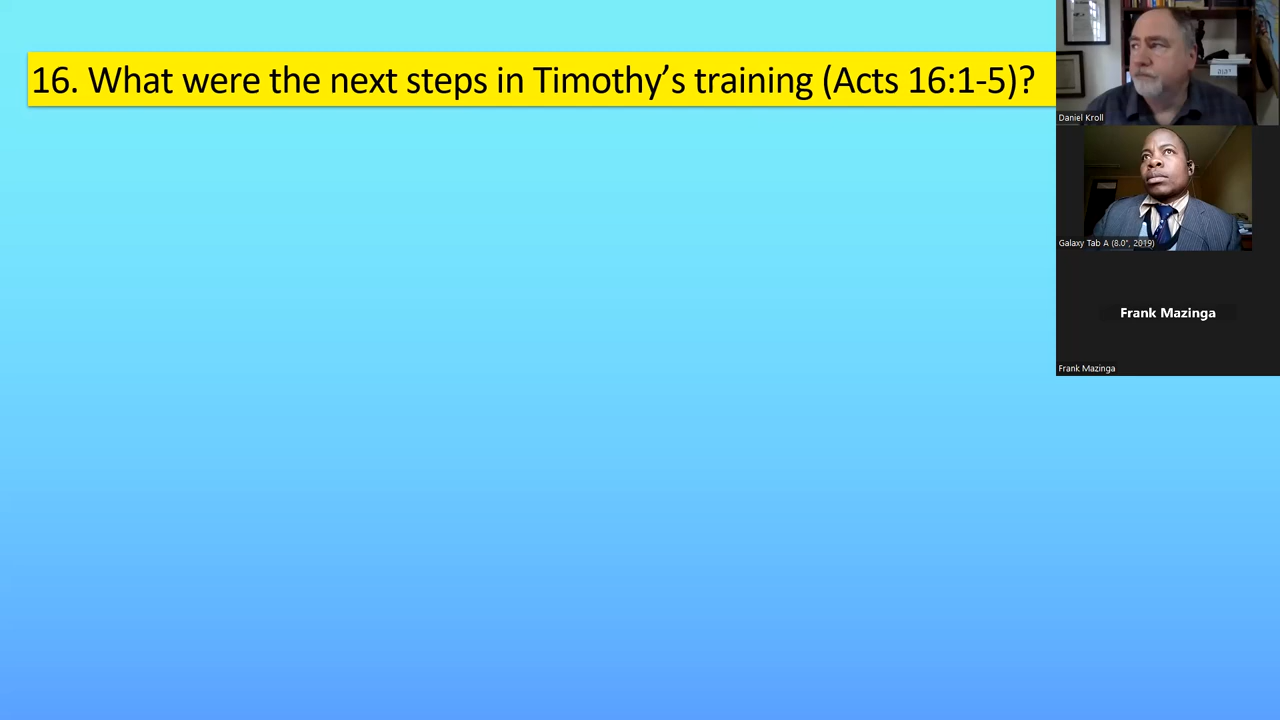 16. What were the next steps in Timothy’s training (Acts 16:1-5)?
Daniel Kroll
Galaxy Tab A (8.0", 2019)
Frank Mazinga
Frank Mazinga